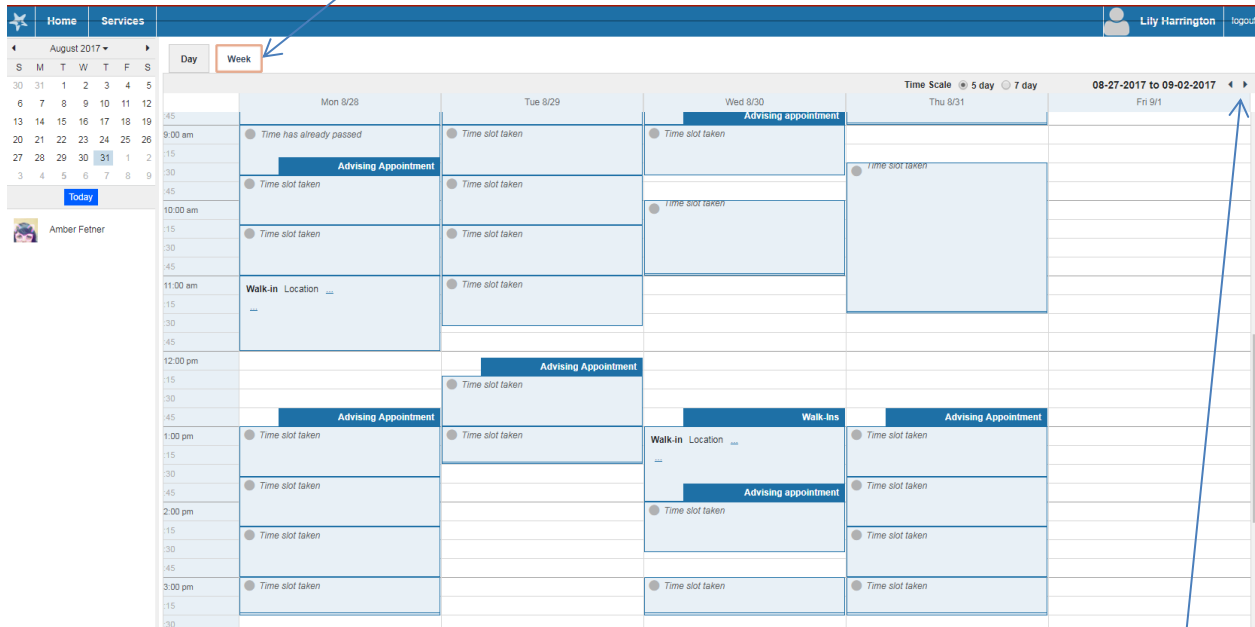 Home Services Lily Harrington logout
August 2017
S M T W T F S
30 31 1 2 3 4 5
6 7 8 9 10 11 12
13 14 15 16 17 18 19
20 21 22 23 24 25 26
27 28 29 30 31 1 2
3 4 5 6 7 8 9
Today
Amber Fetner
Day Week
Time Scale 5 day 7 day 08-27-2017 to 09-02-2017
Mon 8/28 Tue 8/29 Wed 8/30 Thu 8/31 Fri 9/1
:45 Advising appointment
9:00 am Time has already passed Time slot taken Time slot taken
:15
:30 Advising Appointment Time slot taken
:45 Time slot taken Time slot taken
10:00 am Time slot taken
:15 Time slot taken Time slot taken
:30
:45
11:00 am Walk-in Location ... Time slot taken
:15 ...
:30
:45
12:00 pm Advising Appointment
:15 Time slot taken
:30
:45 Advising Appointment Walk-Ins Advising Appointment
1:00 pm Time slot taken Time slot taken Walk-in Location ... Time slot taken
:15 ...
:30
:45 Time slot taken Advising appointment Time slot taken
2:00 pm Time slot taken
:15 Time slot taken Time slot taken
:30
:45
3:00 pm Time slot taken Time slot taken Time slot taken
:15
:30